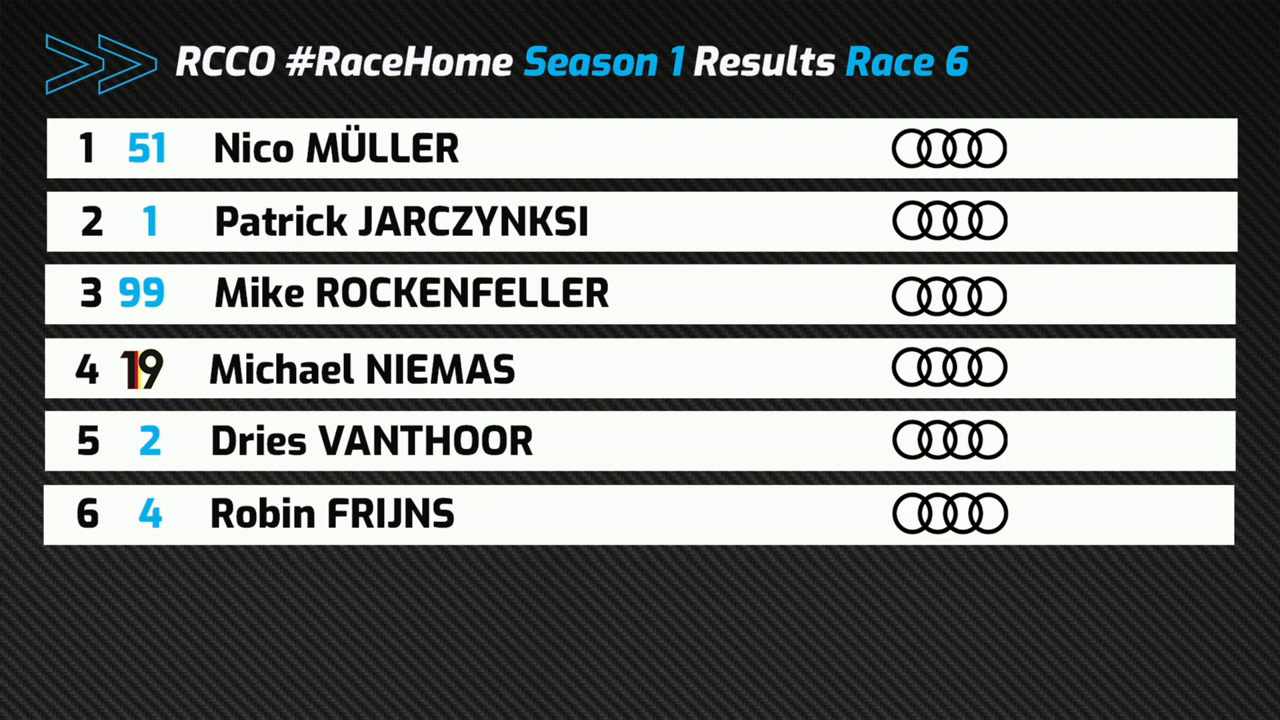 RCCO #RaceHome Season 1 Results Race 6
1 51 Nico MÜLLER
2 1 Patrick JARCZYNKSI
3 99 Mike ROCKENFELLER
4 19 Michael NIEMAS
5 2 Dries VANTHOOR
6 4 Robin FRIJNS